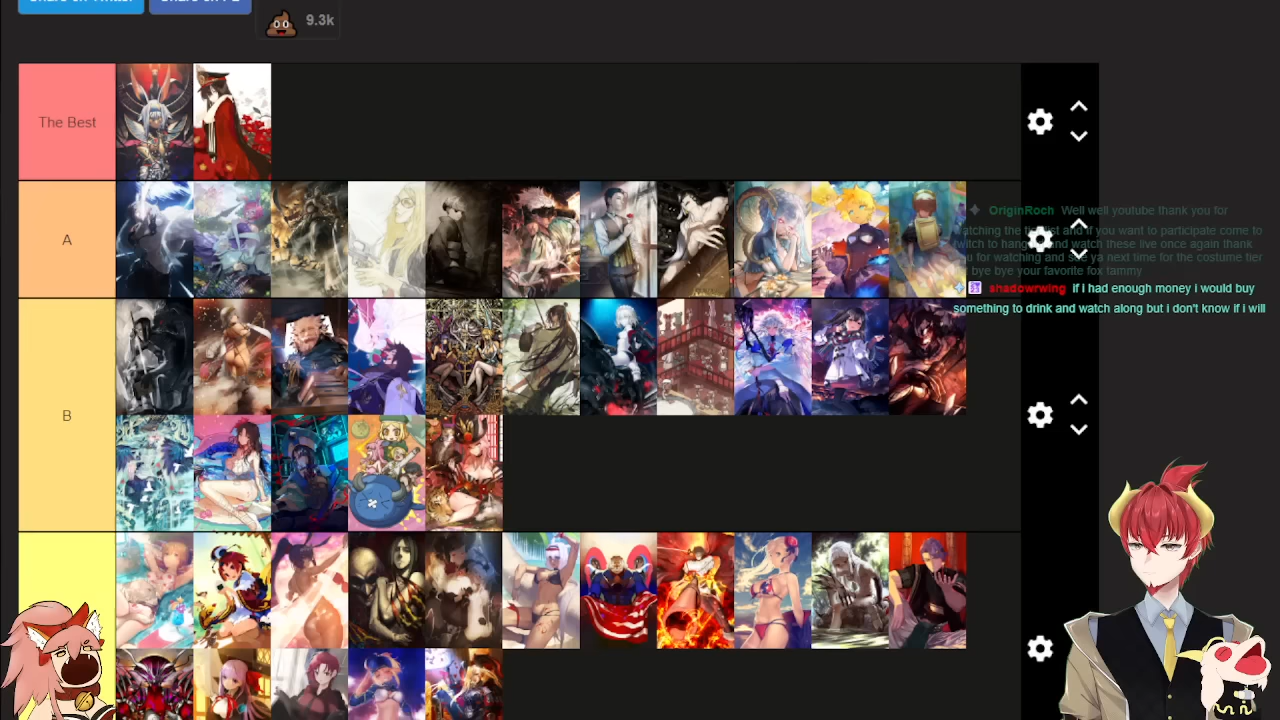 9.3k
The Best
A
OriginRoch Well well youtube thank you for
watching the tierlist and if you want to participate come to
twitch to hang and watch these live once again thank
you for watching and see ya next time for the costume tier
bye bye your favorite fox tammy
shadowrwing if i had enough money i would buy
something to drink and watch along but i don't know if i will
B